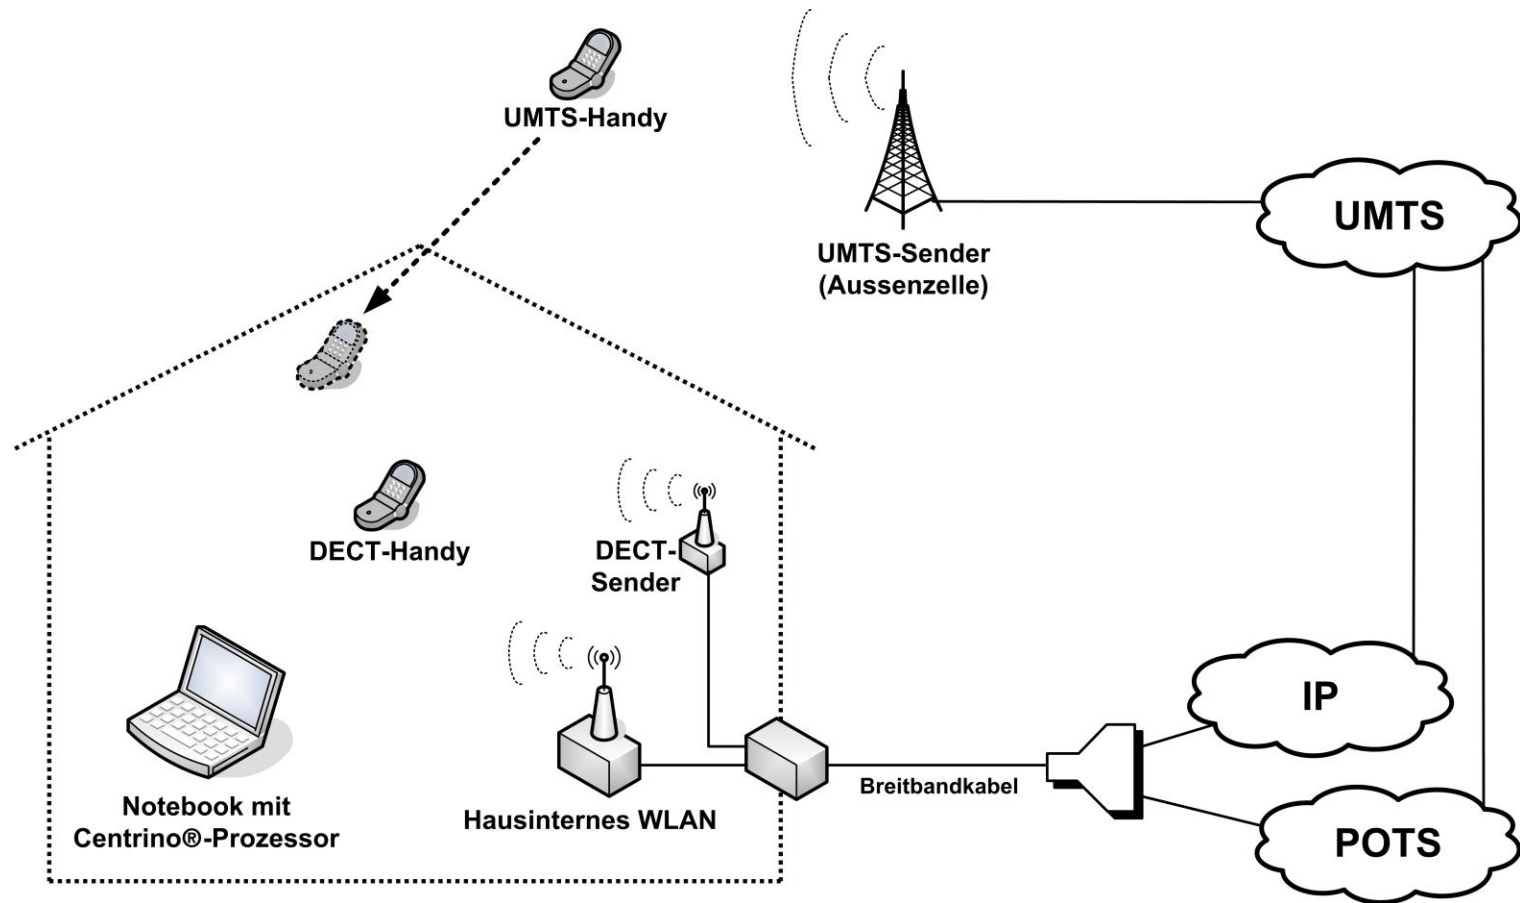 UMTS-Handy
UMTS-Sender
(Aussenzelle)
UMTS
DECT-Handy
DECT-
Sender
Notebook mit
Centrino®-Prozessor
Hausinternes WLAN
Breitbandkabel
IP
POTS